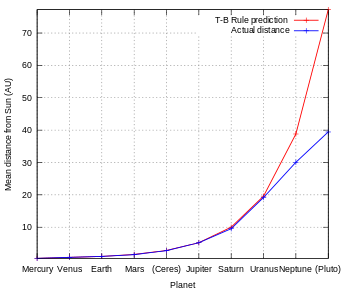 T-B Rule prediction
Actual distance
70
60
50
40
30
20
10
Mean distance from Sun (AU)
Mercury Venus Earth Mars (Ceres) Jupiter Saturn Uranus Neptune (Pluto)
Planet